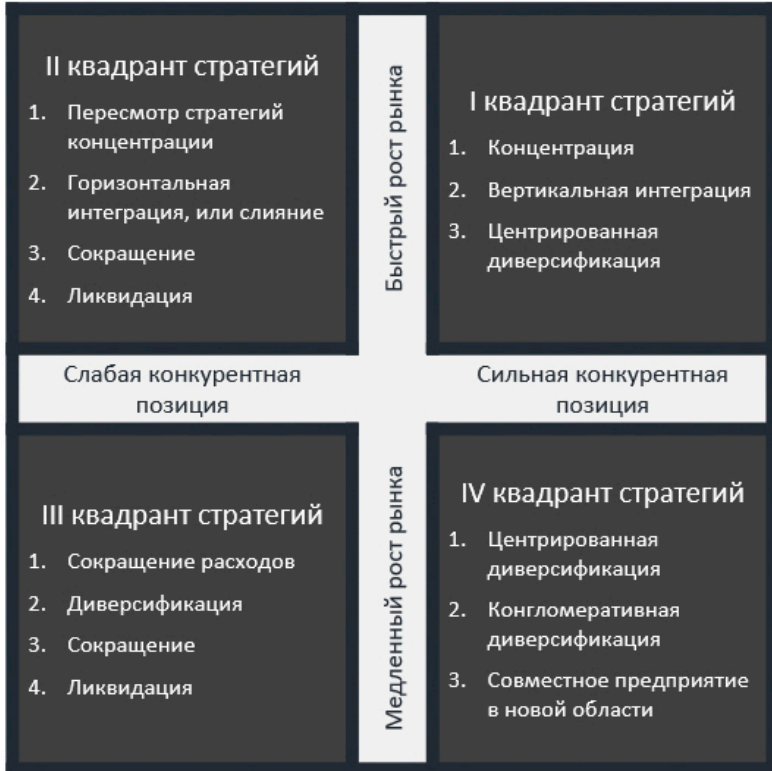 II квадрант стратегий
1. Пересмотр стратегий
концентрации
2. Горизонтальная
интеграция, или слияние
3. Сокращение
4. Ликвидация
Быстрый рост рынка
I квадрант стратегий
1. Концентрация
2. Вертикальная интеграция
3. Центрированная
диверсификация
Слабая конкурентная
позиция
Сильная конкурентная
позиция
III квадрант стратегий
1. Сокращение расходов
2. Диверсификация
3. Сокращение
4. Ликвидация
Медленный рост рынка
IV квадрант стратегий
1. Центрированная
диверсификация
2. Конгломеративная
диверсификация
3. Совместное предприятие
в новой области